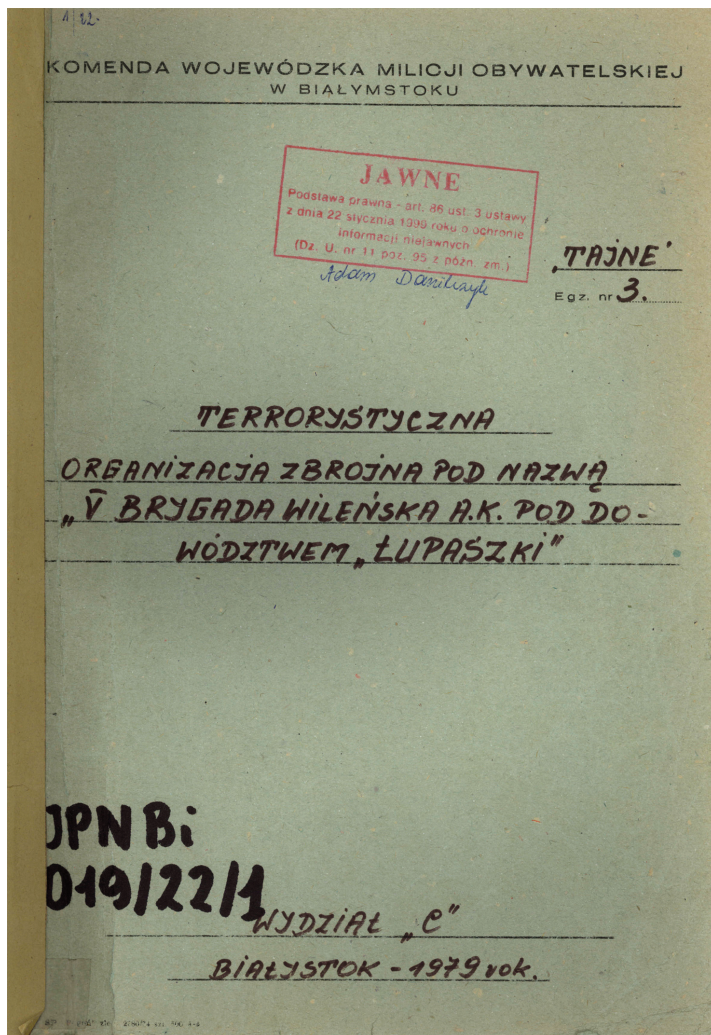 1/22.
KOMENDA WOJEWÓDZKA MILICJI OBYWATELSKIEJ
W BIAŁYMSTOKU
JAWNE
Podstawa prawna - art. 86 ust. 3 ustawy
z dnia 22 stycznia 1999 roku o ochronie
informacji niejawnych
(Dz. U. nr 11 poz. 95 z późn. zm.)
Adam
„TAJNE"
Egz. nr 3.
TERRORYSTYCZNA
ORGANIZACJA ZBROJNA POD NAZWĄ
„V BRYGADA WILEŃSKA A.K. POD DO-
WÓDZTWEM „ŁUPASZKI"
IPN Bi
019/22/1
WYDZIAŁ „C"
BIAŁYSTOK - 1979 rok.